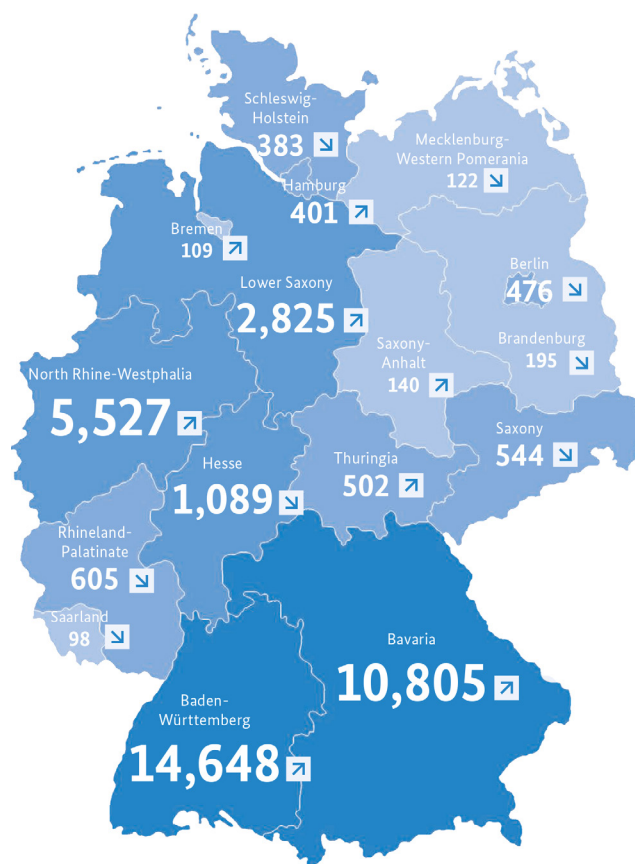 Schleswig-
Holstein
383
Mecklenburg-
Western Pomerania
122
Hamburg
401
Bremen
109
Berlin
476
Lower Saxony
2,825
Brandenburg
195
Saxony-
Anhalt
140
North Rhine-Westphalia
5,527
Saxony
544
Hesse
1,089
Thuringia
502
Rhineland-
Palatinate
605
Saarland
98
Bavaria
10,805
Baden-
Württemberg
14,648